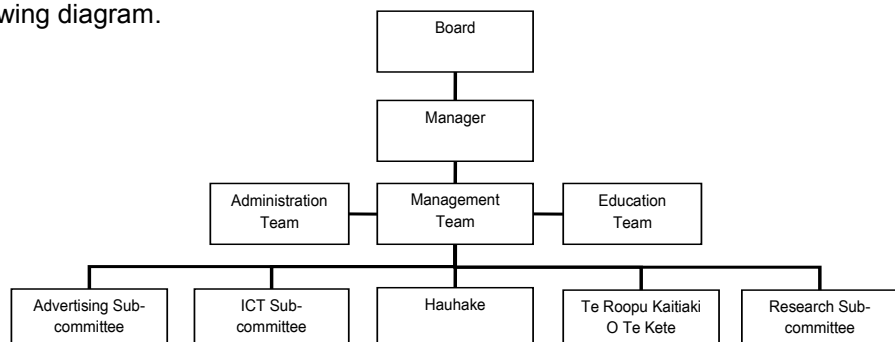 wing diagram.
Board
Manager
Administration
Team
Management
Team
Education
Team
Advertising Sub-
committee
ICT Sub-
committee
Hauhake
Te Roopu Kaitiaki
O Te Kete
Research Sub-
committee